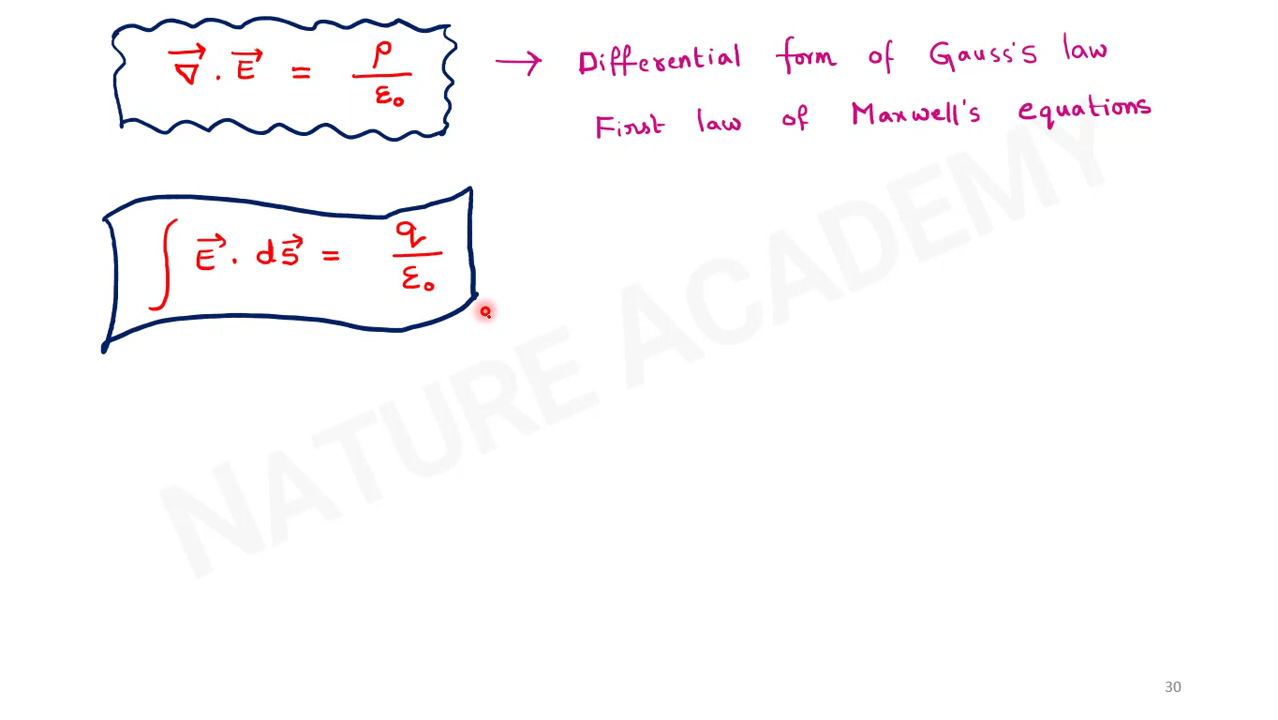 ∇⃗ . E⃗ = ρ/ε₀ → Differential form of Gauss's law
First law of Maxwell's equations
∫ E⃗ . dS⃗ = q/ε₀
NATURE ACADEMY
30